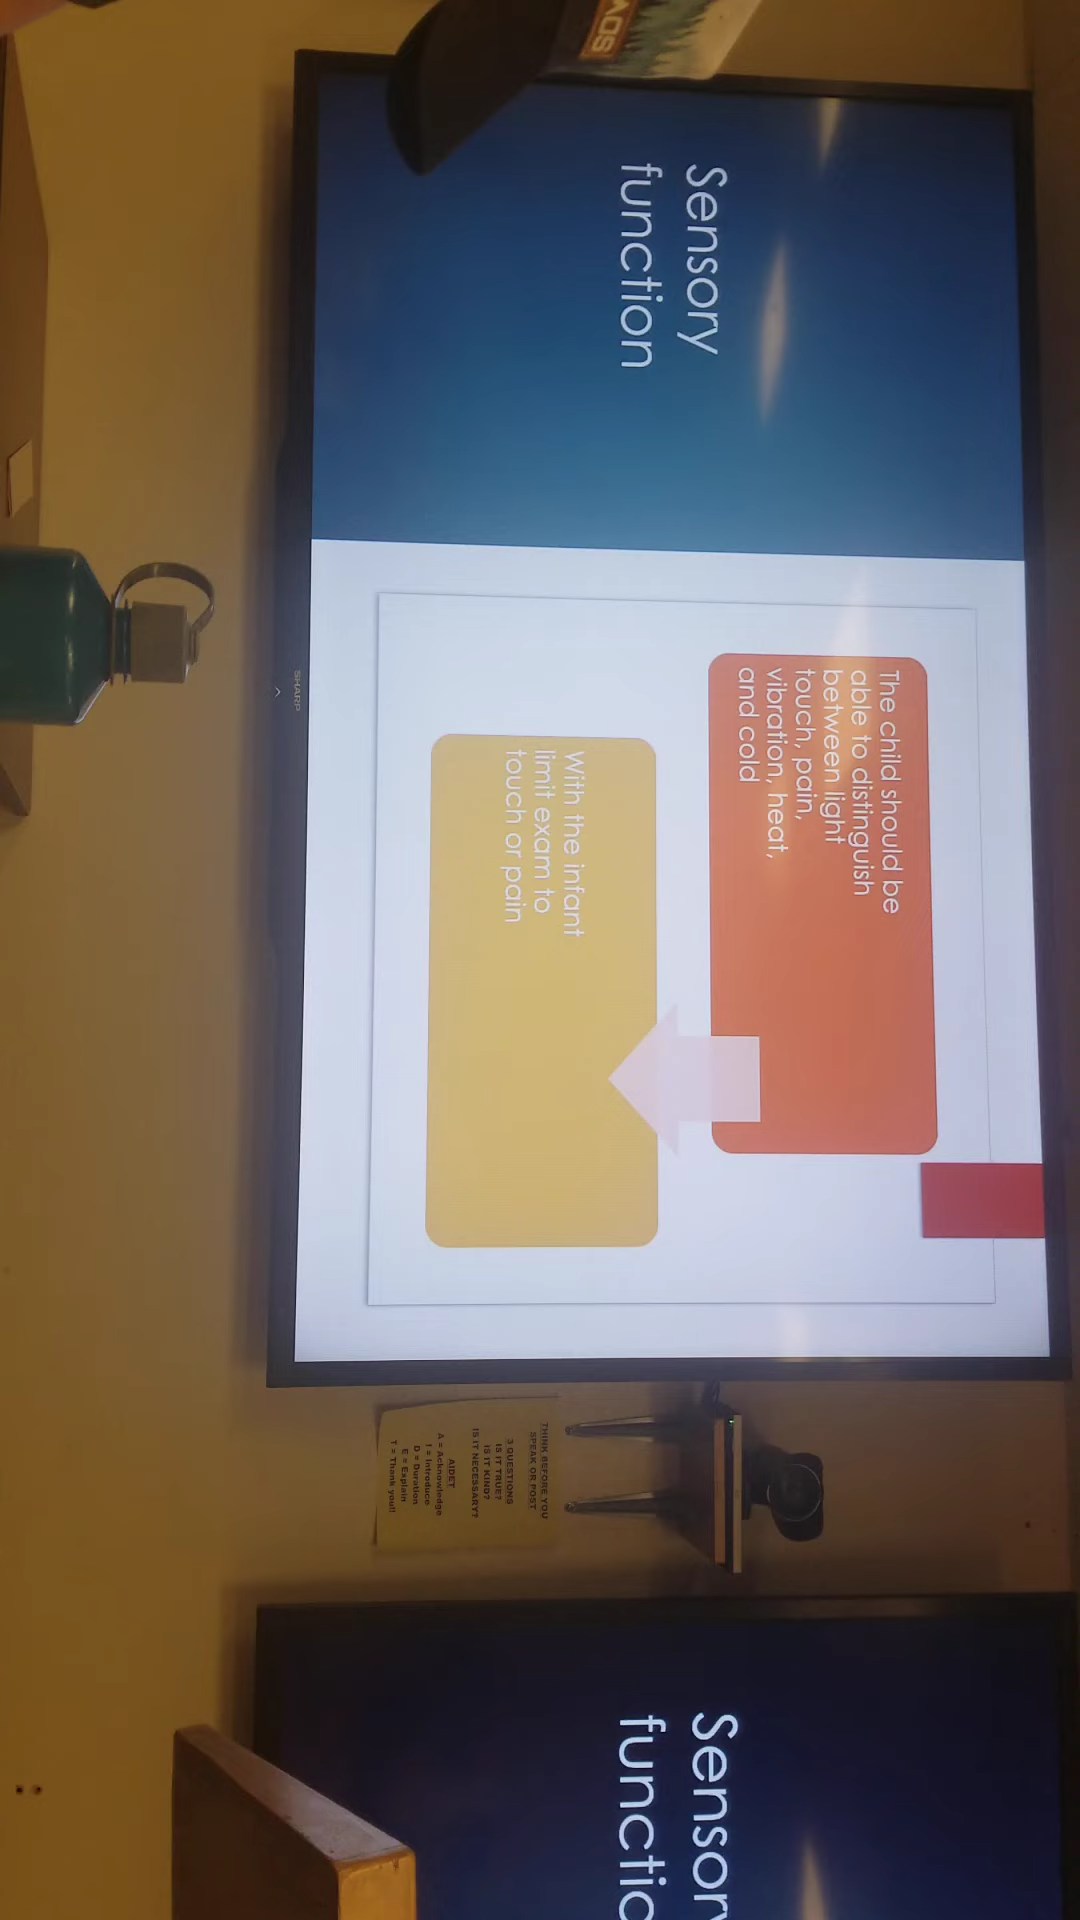 Sensory
function
The child should be
able to distinguish
between light
touch, pain,
vibration, heat,
and cold
With the infant
limit exam to
touch or pain
SHARP
THINK BEFORE YOU
SPEAK OR POST
3 QUESTIONS
IS IT TRUE?
IS IT KIND?
IS IT NECESSARY?
AIDET
A = Acknowledge
I = Introduce
D = Duration
E = Explain
T = Thank you!!
Sensory
functio